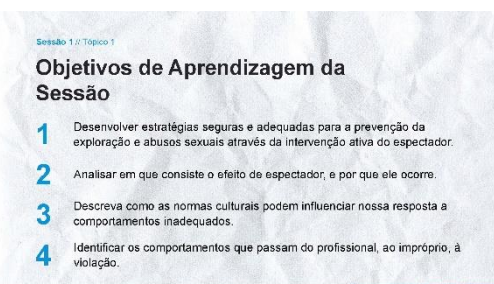 Sessão 1 // Tópico 1
Objetivos de Aprendizagem da
Sessão
1 Desenvolver estratégias seguras e adequadas para a prevenção da
exploração e abusos sexuais através da intervenção ativa do espectador.
2 Analisar em que consiste o efeito de espectador, e por que ele ocorre.
3 Descreva como as normas culturais podem influenciar nossa resposta a
comportamentos inadequados.
4 Identificar os comportamentos que passam do profissional, ao impróprio, à
violação.